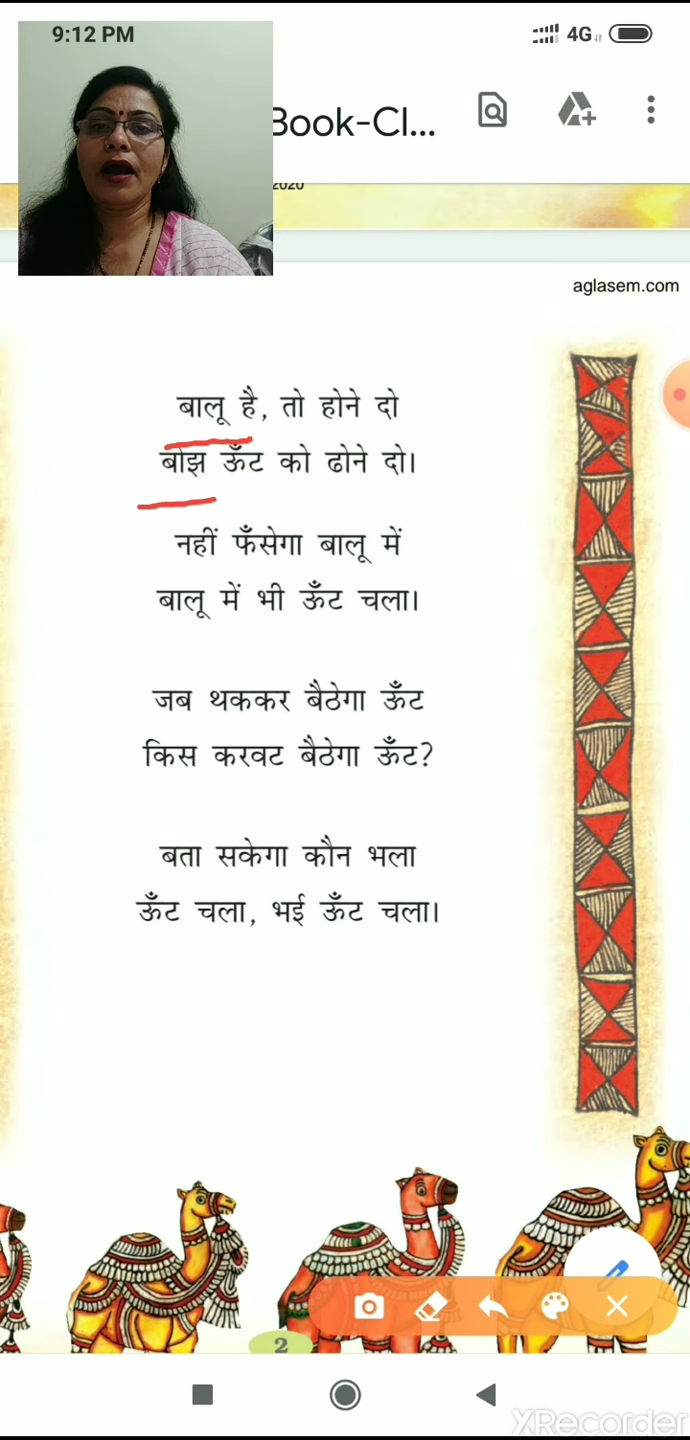 9:12 PM
4G
Book-Cl...
2020
aglasem.com
बालू है, तो होने दो
बोझ ऊँट को ढोने दो।
नहीं फँसेगा बालू में
बालू में भी ऊँट चला।
जब थककर बैठेगा ऊँट
किस करवट बैठेगा ऊँट?
बता सकेगा कौन भला
ऊँट चला, भई ऊँट चला।
2
XRecorder